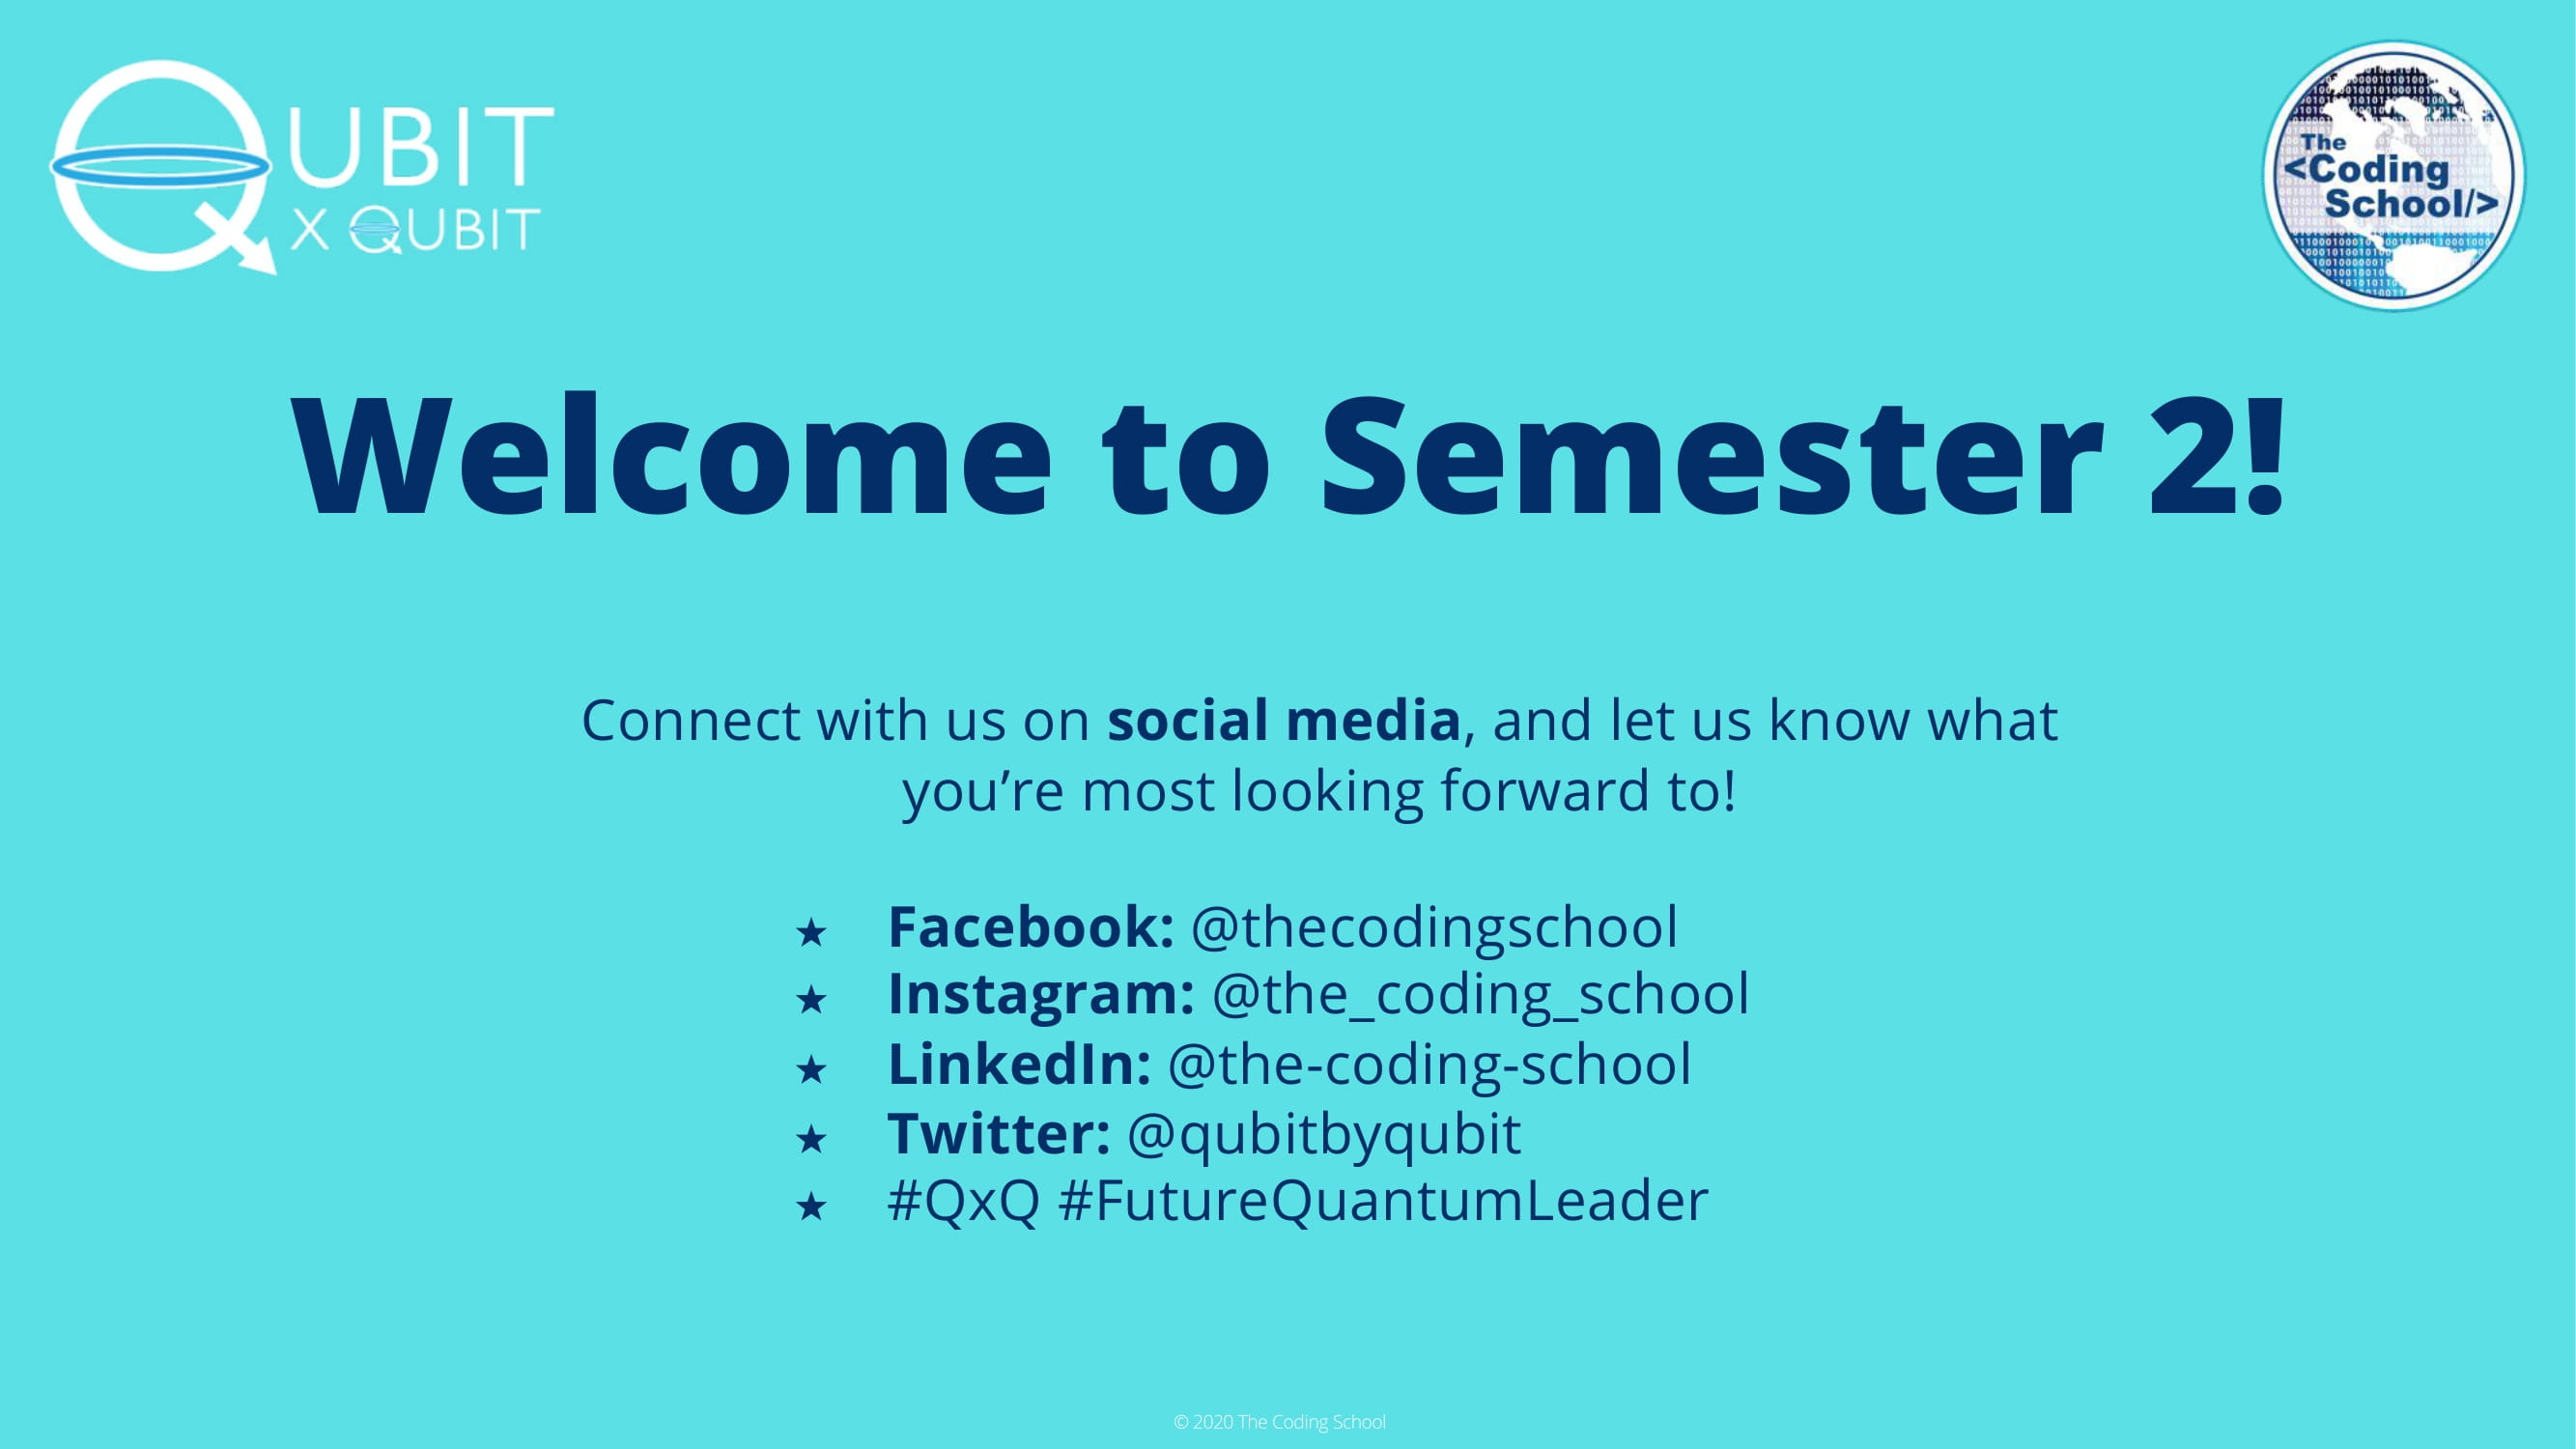 QUBIT
X QUBIT
The
<Coding
School/>
Welcome to Semester 2!
Connect with us on social media, and let us know what
you’re most looking forward to!
★ Facebook: @thecodingschool
★ Instagram: @the_coding_school
★ LinkedIn: @the-coding-school
★ Twitter: @qubitbyqubit
★ #QxQ #FutureQuantumLeader
© 2020 The Coding School